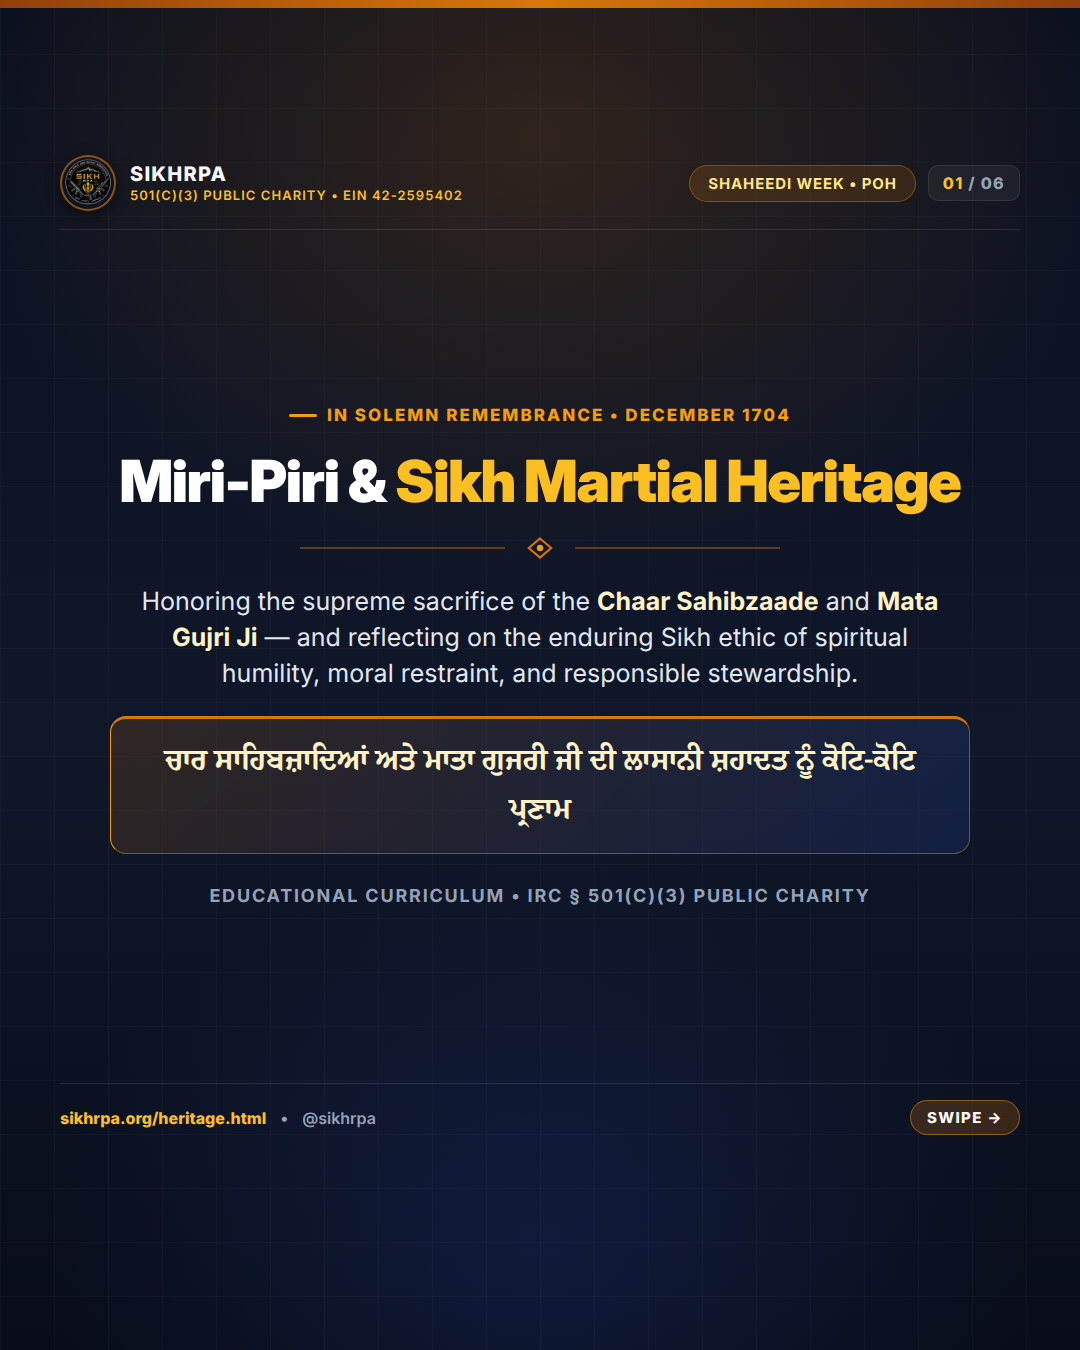 SIKH
SIKHRPA
501(C)(3) PUBLIC CHARITY • EIN 42-2595402
SHAHEEDI WEEK • POH
01 / 06
IN SOLEMN REMEMBRANCE • DECEMBER 1704
Miri-Piri & Sikh Martial Heritage
Honoring the supreme sacrifice of the Chaar Sahibzaade and Mata
Gujri Ji — and reflecting on the enduring Sikh ethic of spiritual
humility, moral restraint, and responsible stewardship.
ਚਾਰ ਸਾਹਿਬਜ਼ਾਦਿਆਂ ਅਤੇ ਮਾਤਾ ਗੁਜਰੀ ਜੀ ਦੀ ਲਾਸਾਨੀ ਸ਼ਹਾਦਤ ਨੂੰ ਕੋਟਿ-ਕੋਟਿ
ਪ੍ਰਣਾਮ
EDUCATIONAL CURRICULUM • IRC § 501(C)(3) PUBLIC CHARITY
sikhrpa.org/heritage.html • @sikhrpa
SWIPE →